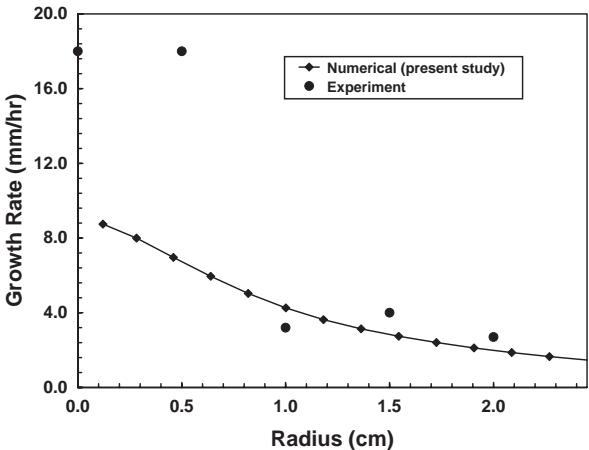 20.0
16.0
12.0
8.0
4.0
0.0
Growth Rate (mm/hr)
Numerical (present study)
Experiment
0.0 0.5 1.0 1.5 2.0
Radius (cm)